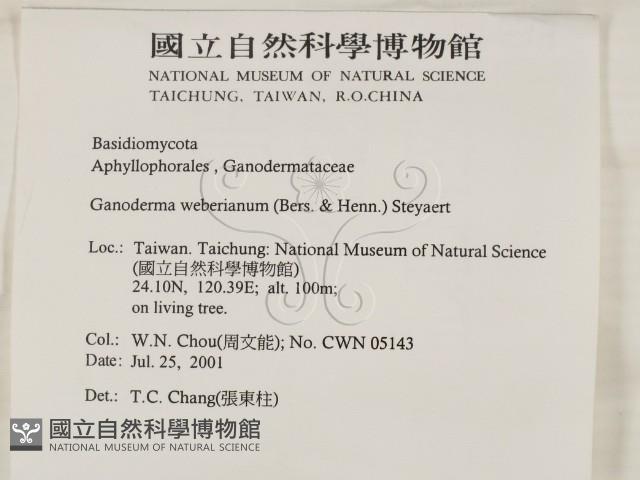 國立自然科學博物館
NATIONAL MUSEUM OF NATURAL SCIENCE
TAICHUNG, TAIWAN, R.O.CHINA
Basidiomycota
Aphyllophorales , Ganodermataceae
Ganoderma weberianum (Bers. & Henn.) Steyaert
Loc.: Taiwan. Taichung: National Museum of Natural Science
(國立自然科學博物館)
24.10N, 120.39E; alt. 100m;
on living tree.
Col.: W.N. Chou(周文能); No. CWN 05143
Date: Jul. 25, 2001
Det.: T.C. Chang(張東柱)
國立自然科學博物館
NATIONAL MUSEUM OF NATURAL SCIENCE